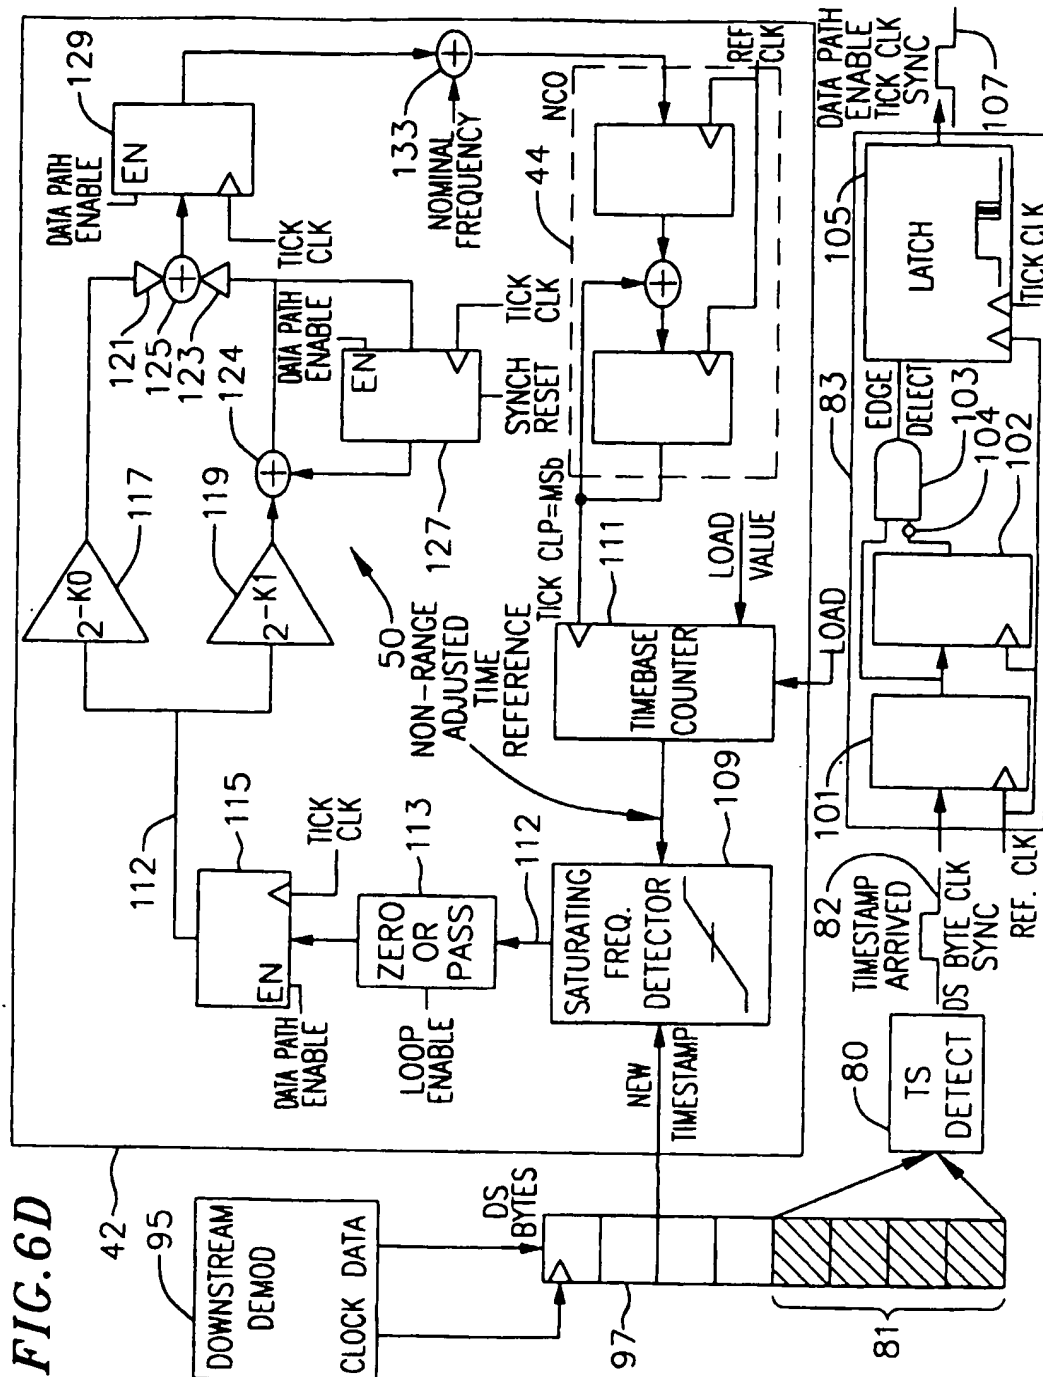 FIG. 6D
42
95
DOWNSTREAM
DEMOD
CLOCK DATA
DS
BYTES
97
81
80
TS
DETECT
NEW
TIMESTAMP
SATURATING
FREQ.
DETECTOR
109
112
ZERO
OR
PASS
113
LOOP
ENABLE
EN
115
DATA PATH
ENABLE
TICK
CLK
112
2-K0
117
2-K1
119
50
NON-RANGE
ADJUSTED
TIME
REFERENCE
TIMEBASE
COUNTER
111
LOAD
VALUE
LOAD
TICK CLP=MSb
121
125
123
124
127
EN
DATA PATH
ENABLE
SYNCH
RESET
TICK
CLK
129
EN
DATA PATH
ENABLE
TICK
CLK
133
NOMINAL
FREQUENCY
44
NCO
REF
CLK
82
TIMESTAMP
ARRIVED
DS BYTE CLK
SYNC
REF. CLK
83
101
102
104
103
EDGE
DELECT
105
LATCH
TICK CLK
DATA PATH
ENABLE
TICK CLK
SYNC
107